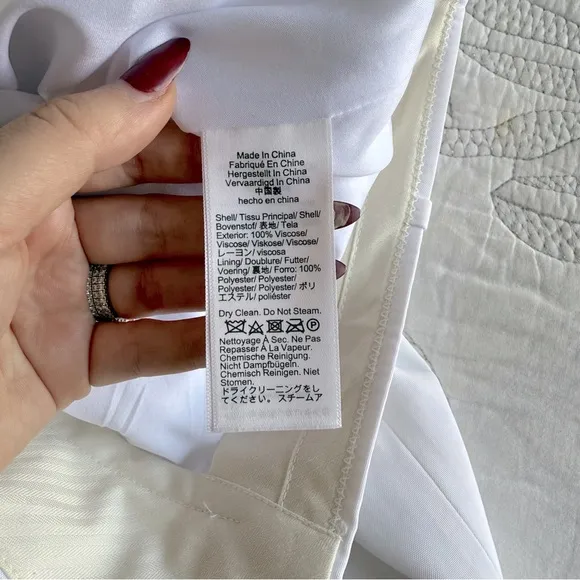 Made In China
Fabriqué En Chine
Hergestellt In China
Vervaardigd In China
中国製
hecho en china
Shell/ Tissu Principal/ Shell/
Bovenstof/ 表地/ Teia
Exterior: 100% Viscose/
Viscose/ Viskose/ Viscose/
レーヨン/ viscosa
Lining/ Doublure/ Futter/
Voering/ 裏地/ Forro: 100%
Polyester/ Polyester/
Polyester/ Polyester/ ポリ
エステル/ poliéster
Dry Clean. Do Not Steam.
P
Nettoyage À Sec. Ne Pas
Repasser À La Vapeur.
Chemische Reinigung.
Nicht Dampfbügeln.
Chemisch Reinigen. Niet
Stomen.
ドライクリーニングをし
てください。スチームア